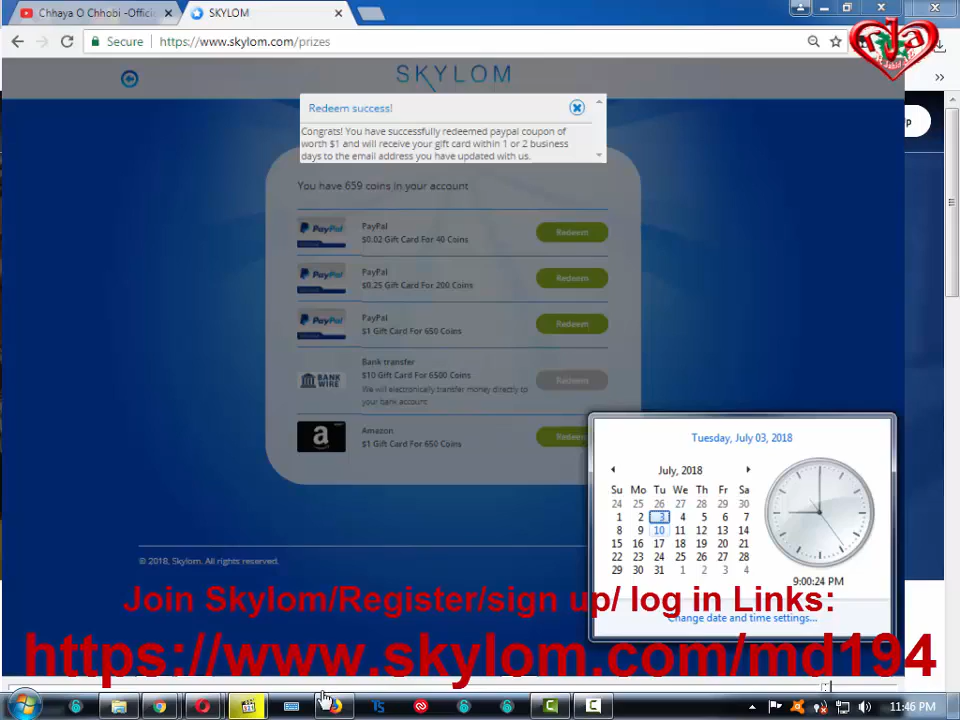 Chhaya O Chhobi -Offici
SKYLOM
Secure
https://www.skylom.com/prizes
SKYLOM
Redeem success!
Congrats! You have successfully redeemed paypal coupon of
worth $1 and will receive your gift card within 1 or 2 business
days to the email address you have updated with us.
You have 659 coins in your account
PayPal
PayPal
$0.02 Gift Card For 40 Coins
Redeem
PayPal
PayPal
$0.25 Gift Card For 200 Coins
Redeem
PayPal
PayPal
$1 Gift Card For 650 Coins
Redeem
Bank transfer
BANK WIRE
$10 Gift Card For 6500 Coins
Redeem
We will electronically transfer money directly to
your bank account
Amazon
$1 Gift Card For 650 Coins
Redeem
Tuesday, July 03, 2018
July, 2018
Su Mo Tu We Th Fr Sa
24 25 26 27 28 29 30
1 2 3 4 5 6 7
8 9 10 11 12 13 14
15 16 17 18 19 20 21
22 23 24 25 26 27 28
29 30 31 1 2 3 4
9:00:24 PM
Change date and time settings...
© 2018, Skylom. All rights reserved.
Join Skylom/Register/sign up/ log in Links:
https://www.skylom.com/md194
11:46 PM